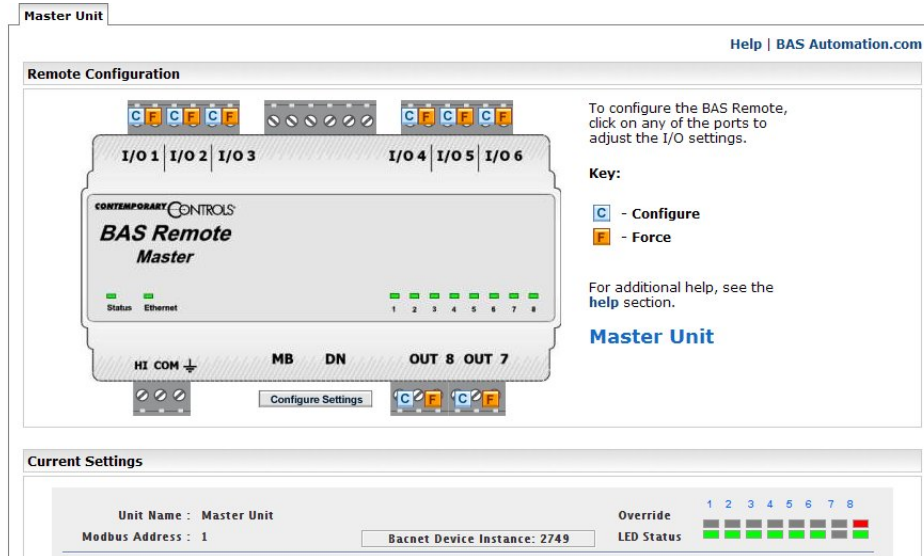 Master Unit
Help | BAS Automation.com
Remote Configuration
C F C F C F C F C F C F
I/O 1 I/O 2 I/O 3 I/O 4 I/O 5 I/O 6
CONTEMPORARY CONTROLS
BAS Remote
Master
Status Ethernet
1 2 3 4 5 6 7 8
HI COM
MB DN
OUT 8 OUT 7
Configure Settings
C F C F
To configure the BAS Remote,
click on any of the ports to
adjust the I/O settings.
Key:
C - Configure
F - Force
For additional help, see the
help section.
Master Unit
Current Settings
Unit Name : Master Unit
Modbus Address : 1
Bacnet Device Instance: 2749
1 2 3 4 5 6 7 8
Override
LED Status